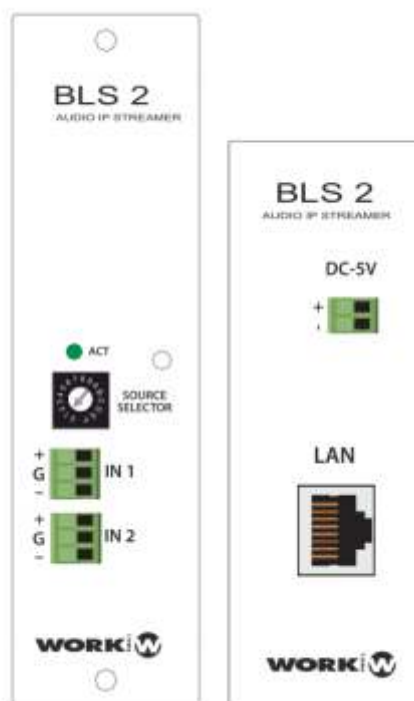 BLS 2
AUDIO IP STREAMER
ACT
SOURCE
SELECTOR
+
G
-
IN 1
+
G
-
IN 2
WORK
BLS 2
AUDIO IP STREAMER
DC-5V
+
-
LAN
WORK